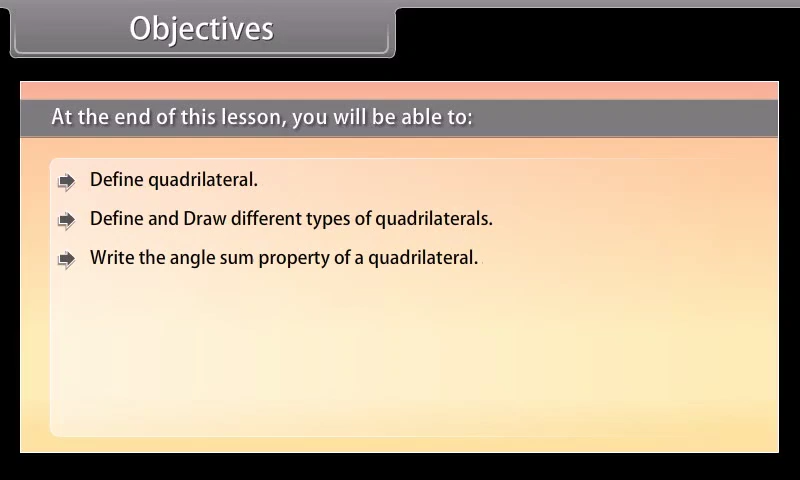 Objectives
At the end of this lesson, you will be able to:
Define quadrilateral.
Define and Draw different types of quadrilaterals.
Write the angle sum property of a quadrilateral.